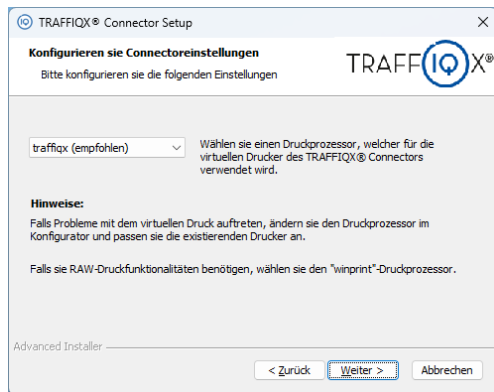 TRAFFIQX® Connector Setup
Konfigurieren sie Connectoreinstellungen
Bitte konfigurieren sie die folgenden Einstellungen
TRAFFIQX®
traffiqx (empfohlen)
Wählen sie einen Druckprozessor, welcher für die
virtuellen Drucker des TRAFFIQX® Connectors
verwendet wird.
Hinweise:
Falls Probleme mit dem virtuellen Druck auftreten, ändern sie den Druckprozessor im
Konfigurator und passen sie die existierenden Drucker an.
Falls sie RAW-Druckfunktionalitäten benötigen, wählen sie den "winprint"-Druckprozessor.
Advanced Installer
< Zurück
Weiter >
Abbrechen